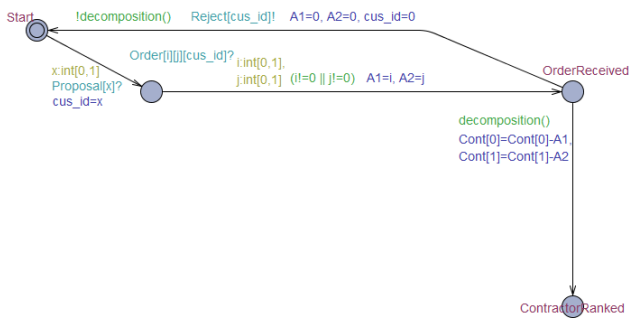 Start
!decomposition() Reject[cus_id]! A1=0, A2=0, cus_id=0
Order[i][j][cus_id]?
i:int[0,1],
j:int[0,1] (i!=0 || j!=0) A1=i, A2=j
x:int[0,1]
Proposal[x]?
cus_id=x
OrderReceived
decomposition()
Cont[0]=Cont[0]-A1,
Cont[1]=Cont[1]-A2
ContractorRanked